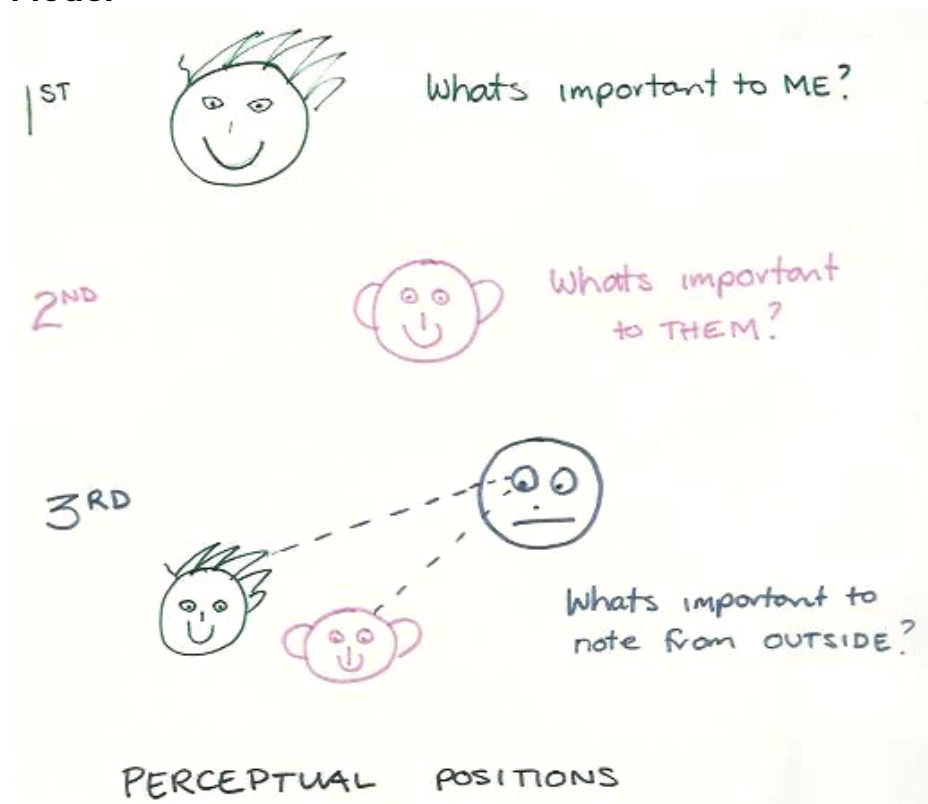 1ST
Whats important to ME?
2ND
Whats important
to THEM?
3RD
Whats important to
note from OUTSIDE?
PERCEPTUAL POSITIONS